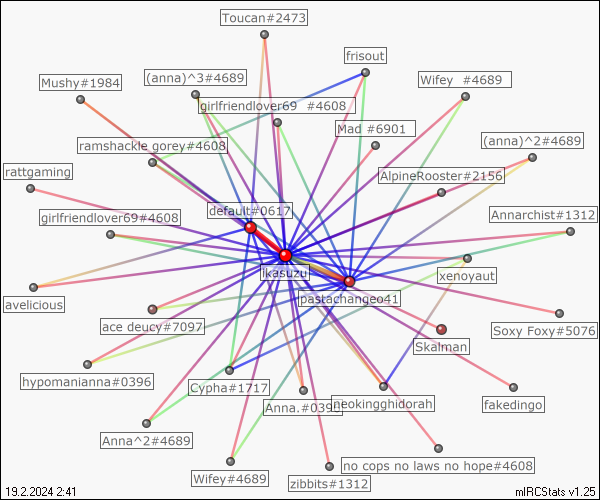 Toucan#2473
frisout
Mushy#1984
(anna)^3#4689
Wifey #4689
girlfriendlover69 #4608
Mad #6901
ramshackle gorey#4608
(anna)^2#4689
rattgaming
AlpineRooster#2156
girlfriendlover69#4608
default#0617
Annarchist#1312
ikasuzu
xenoyaut
avelicious
pastachangeo41
ace deucy#7097
Skalman
Soxy Foxy#5076
hypomanianna#0396
Cypha#1717
Anna.#039
neokingghidorah
fakedingo
Anna^2#4689
Wifey#4689
zibbits#1312
no cops no laws no hope#4608
19.2.2024 2:41
mIRCStats v1.25